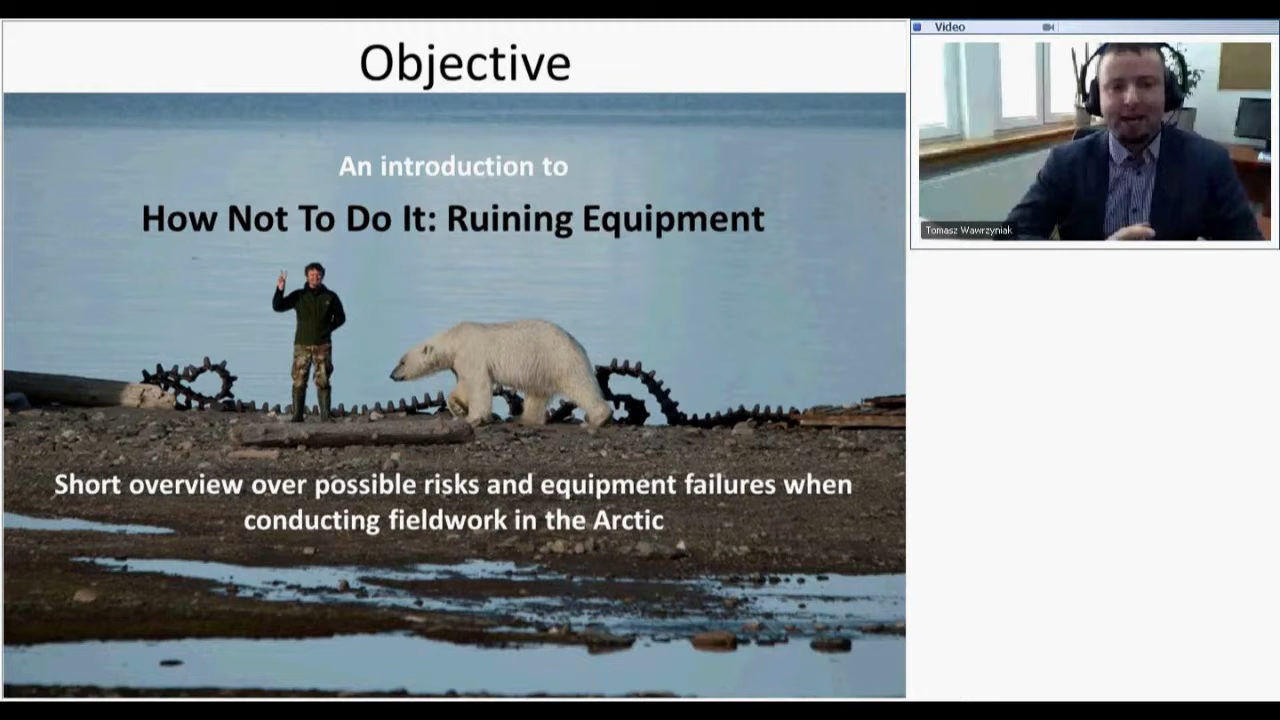 Objective
An introduction to
How Not To Do It: Ruining Equipment
Short overview over possible risks and equipment failures when
conducting fieldwork in the Arctic
Video
Tomasz Wawrzyniak